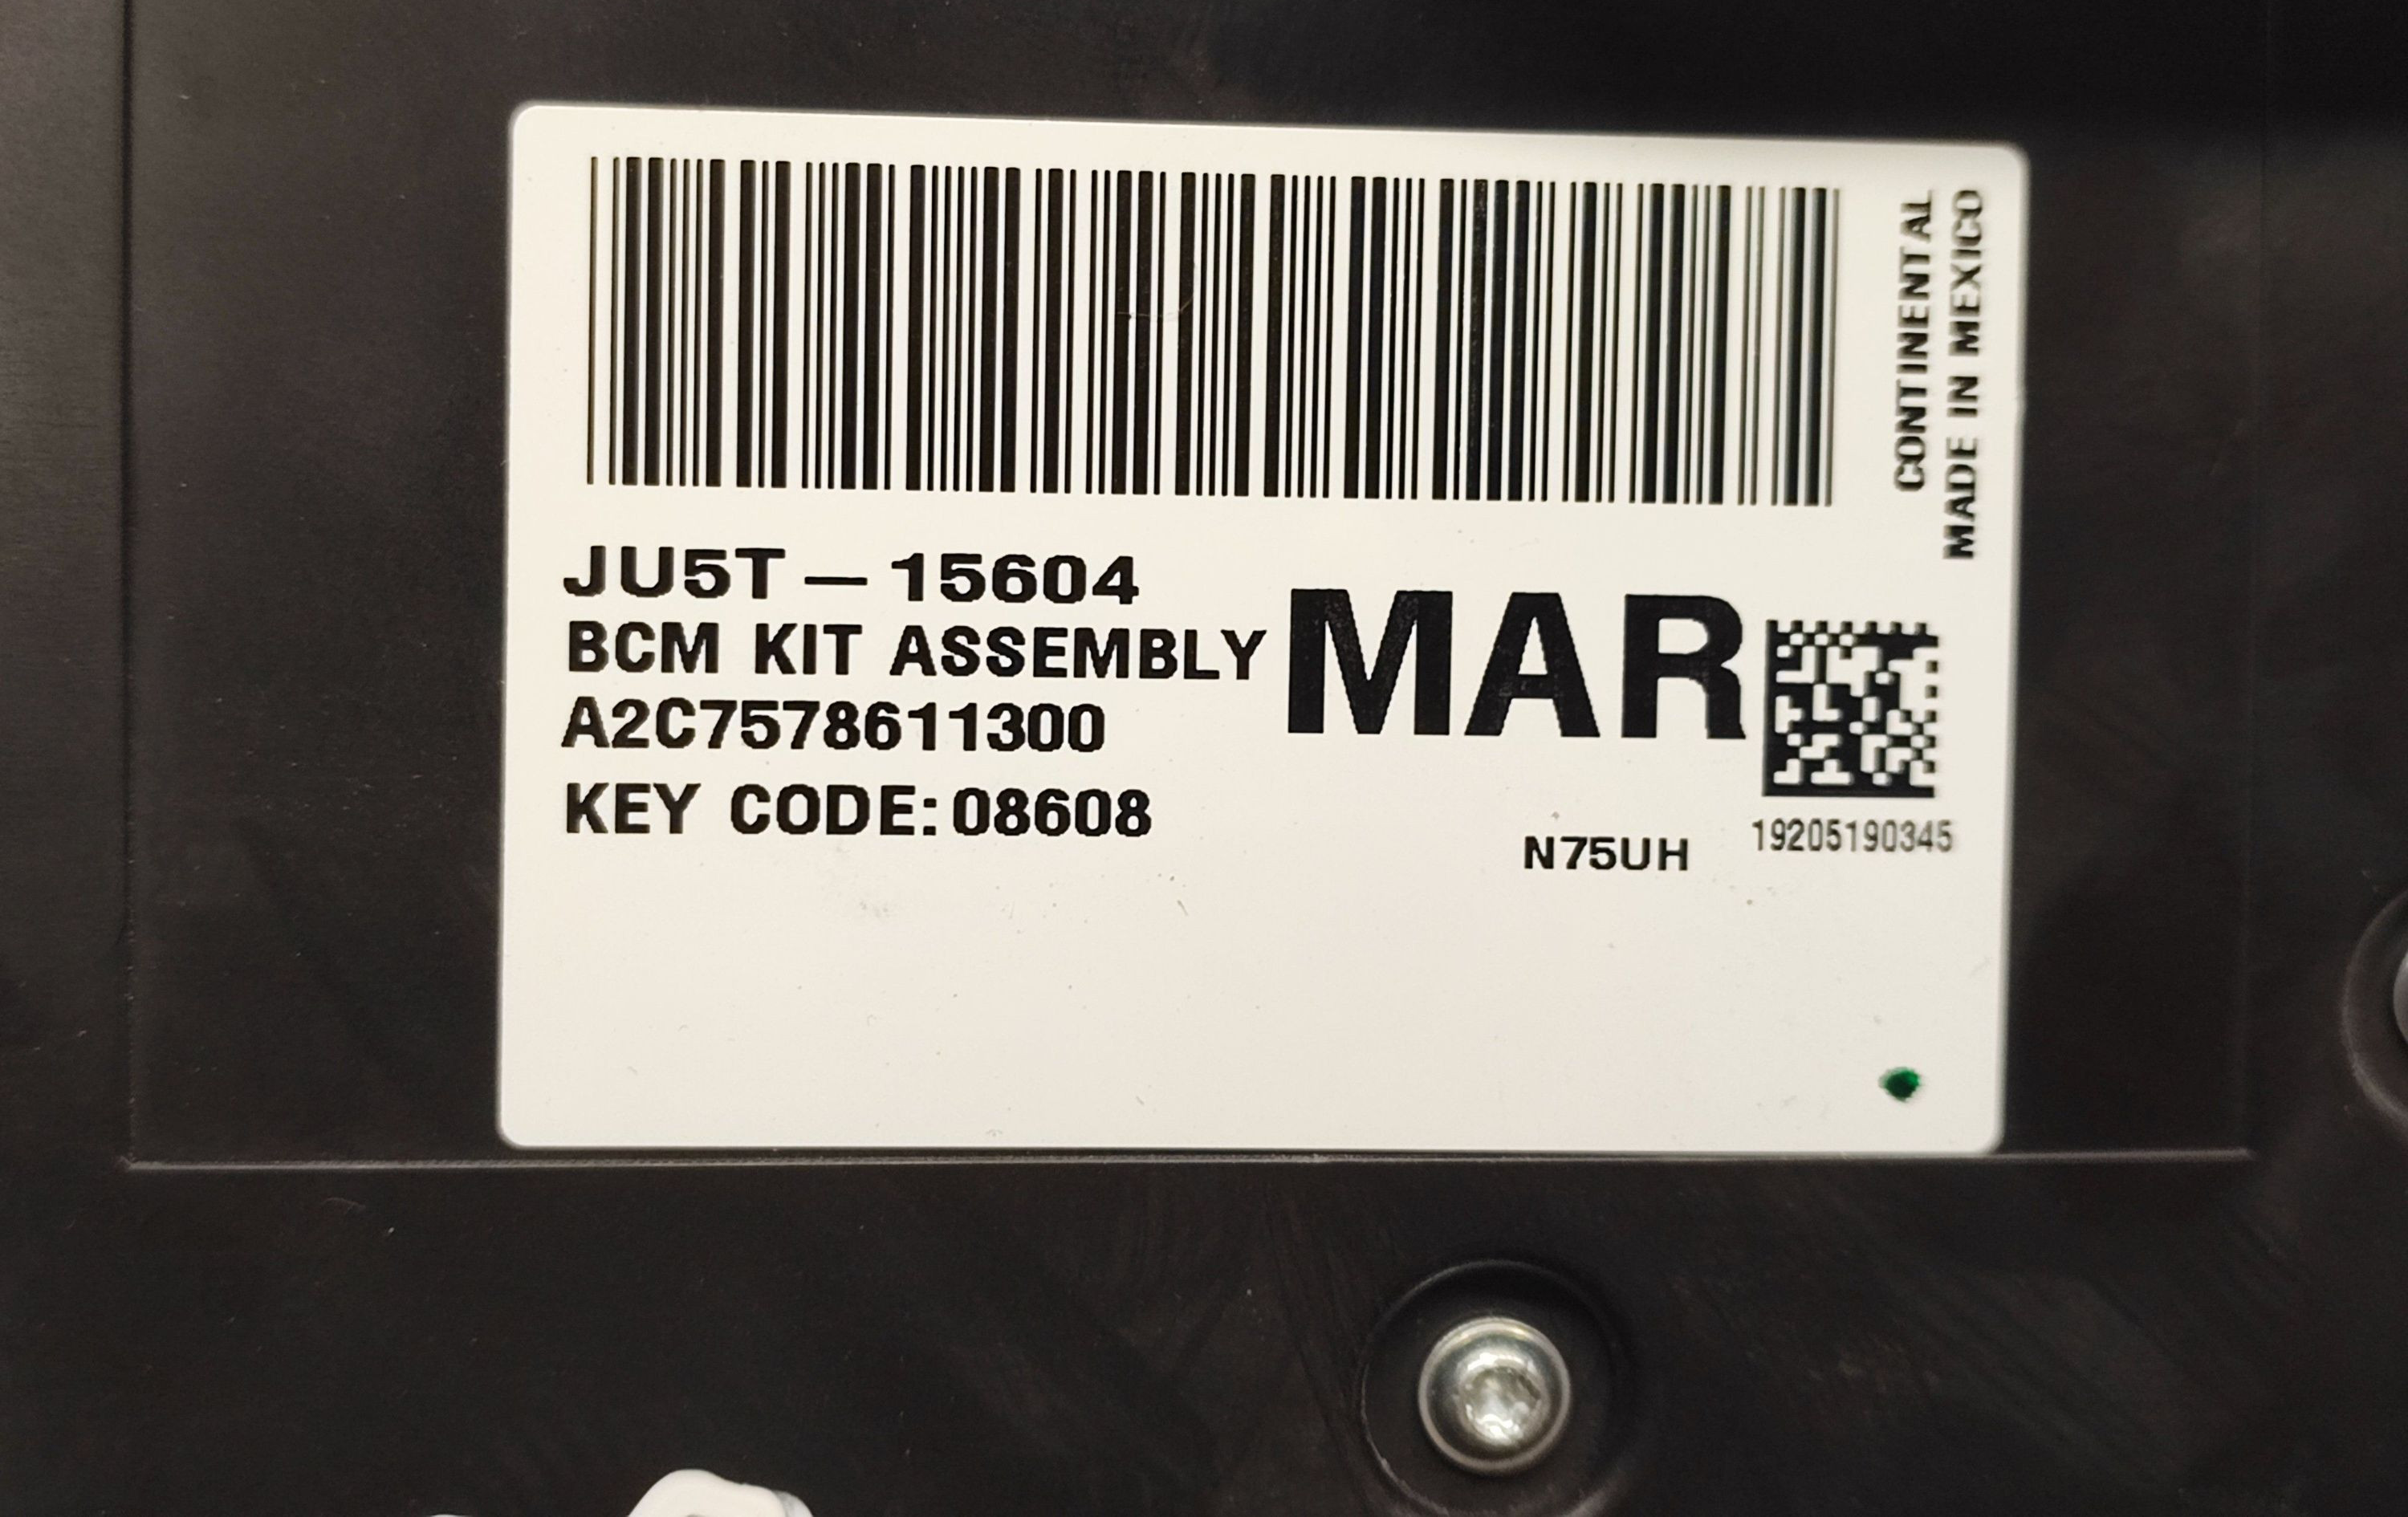 CONTINENTAL
MADE IN MEXICO
JU5T – 15604
BCM KIT ASSEMBLY
MAR
A2C7578611300
KEY CODE: 08608
N75UH
19205190345